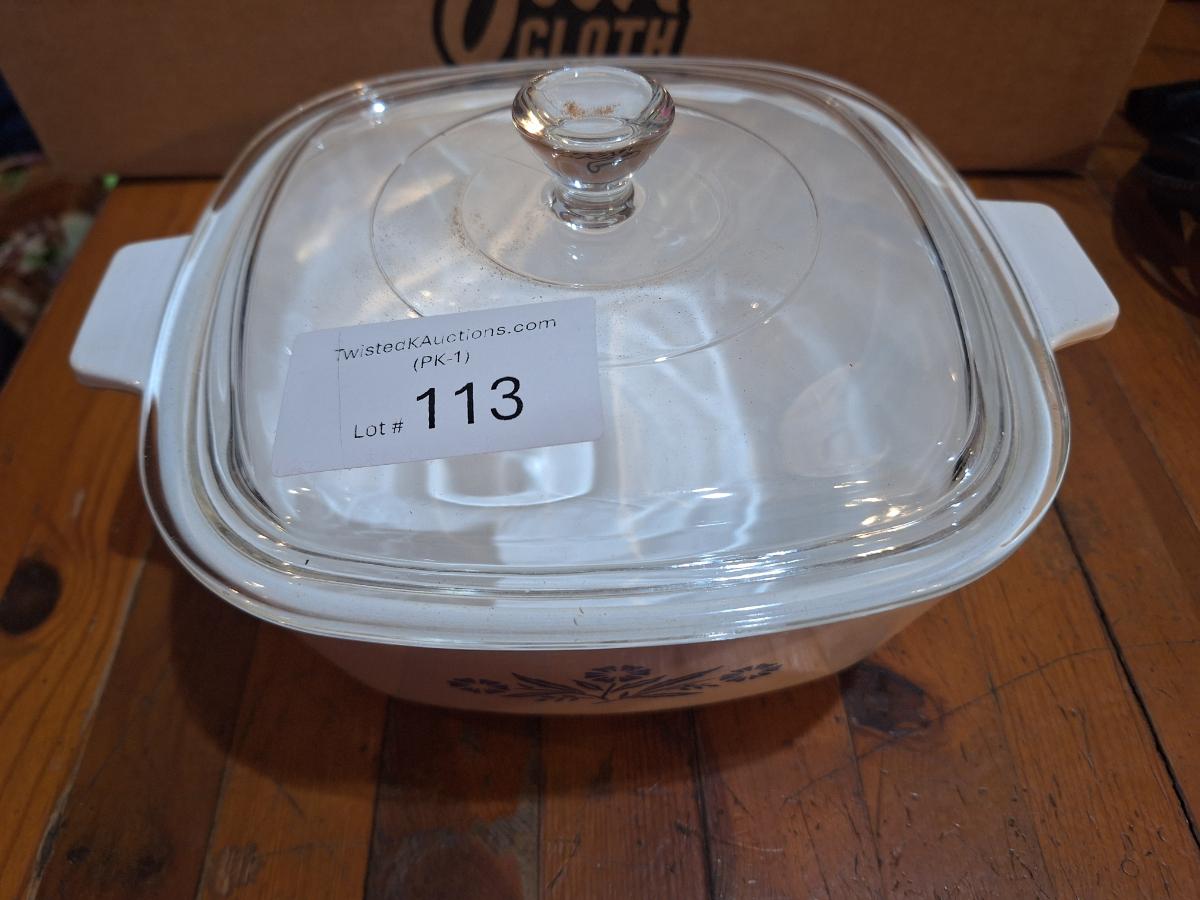 CLOTH
TwistedKAuctions.com
(PK-1)
Lot # 113